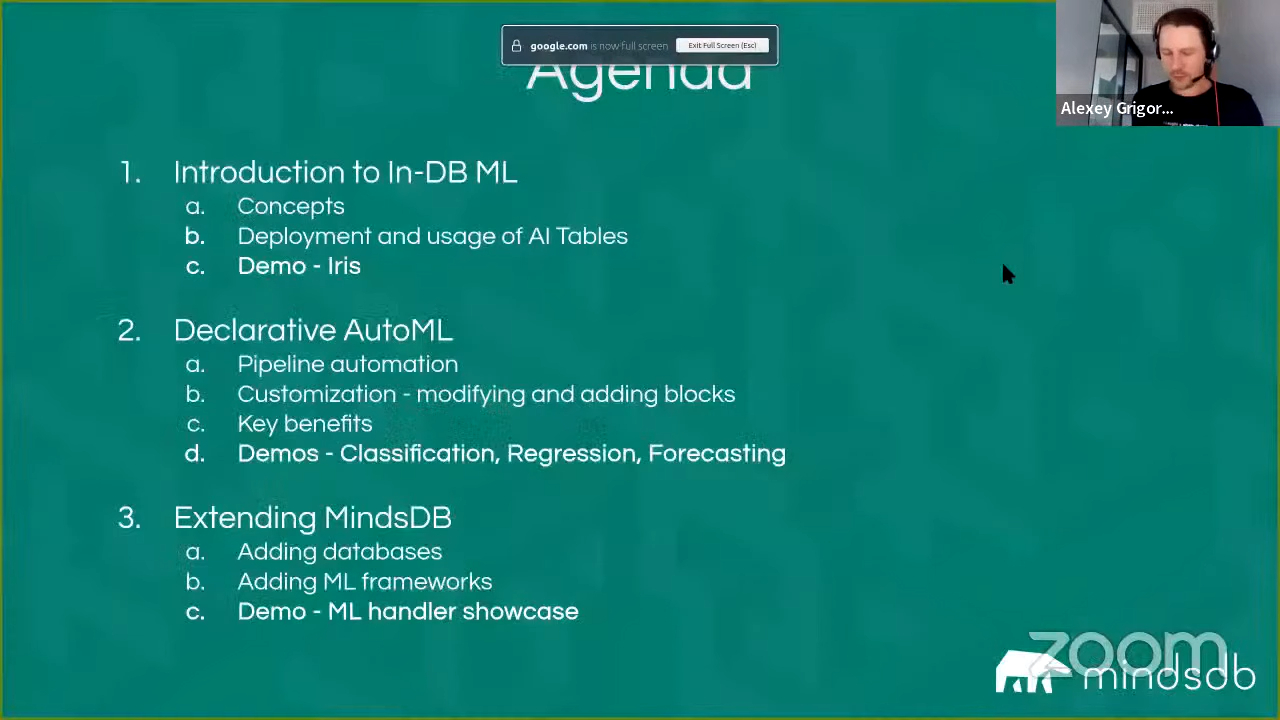 google.com is now full screen
Exit Full Screen (Esc)
Agenda
Alexey Grigor...
1. Introduction to In-DB ML
a. Concepts
b. Deployment and usage of AI Tables
c. Demo - Iris
2. Declarative AutoML
a. Pipeline automation
b. Customization - modifying and adding blocks
c. Key benefits
d. Demos - Classification, Regression, Forecasting
3. Extending MindsDB
a. Adding databases
b. Adding ML frameworks
c. Demo - ML handler showcase
zoom
mindsdb